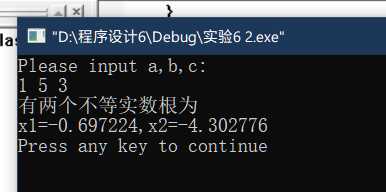 }
"D:\程序设计6\Debug\实验6 2.exe"
Please input a,b,c:
1 5 3
有两个不等实数根为
x1=-0.697224,x2=-4.302776
Press any key to continue